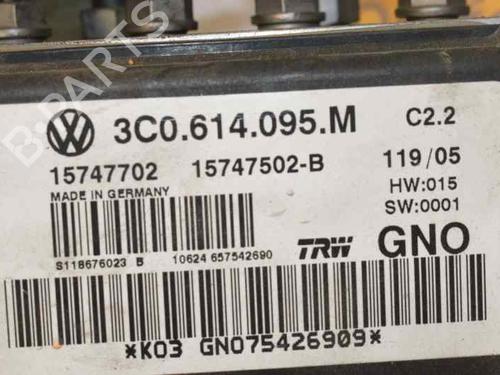 3C0.614.095.M C2.2
15747702 15747502-B 119/05
MADE IN GERMANY HW:015
SW:0001
S118676023 B 10624 657542690 TRW GNO
*K03 GNO75426909*
B-PARTS